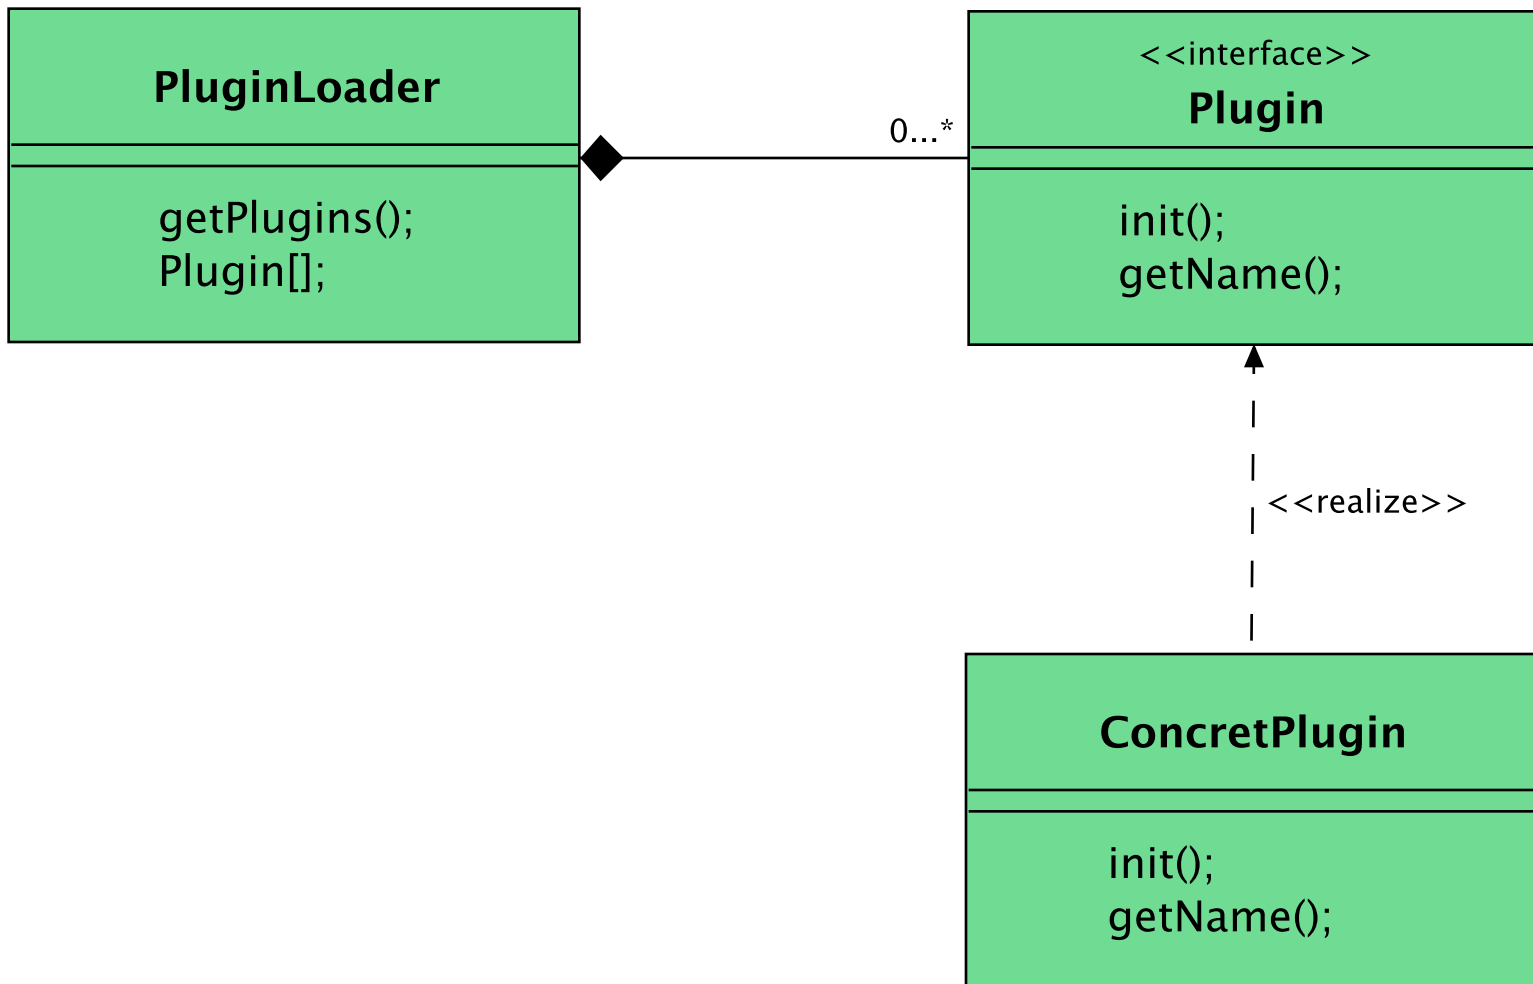 PluginLoader
getPlugins();
Plugin[];
0...*
<<interface>>
Plugin
init();
getName();
<<realize>>
ConcretPlugin
init();
getName();